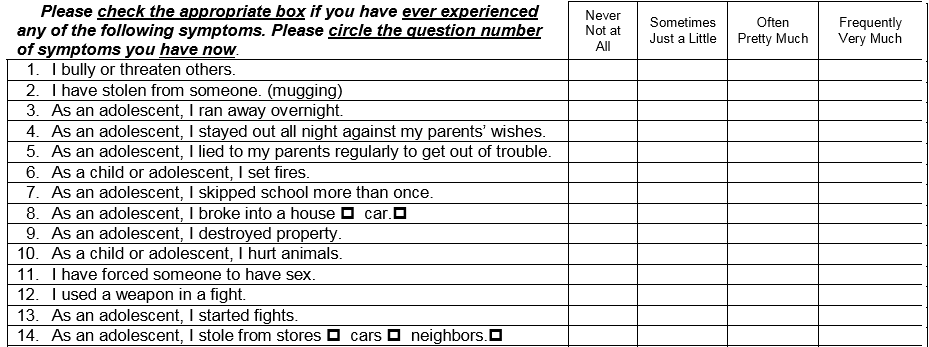 Please check the appropriate box if you have ever experienced
any of the following symptoms. Please circle the question number
of symptoms you have now.
Never
Not at
All
Sometimes
Just a Little
Often
Pretty Much
Frequently
Very Much
1. I bully or threaten others.
2. I have stolen from someone. (mugging)
3. As an adolescent, I ran away overnight.
4. As an adolescent, I stayed out all night against my parents' wishes.
5. As an adolescent, I lied to my parents regularly to get out of trouble.
6. As a child or adolescent, I set fires.
7. As an adolescent, I skipped school more than once.
8. As an adolescent, I broke into a house ☐ car.☐
9. As an adolescent, I destroyed property.
10. As a child or adolescent, I hurt animals.
11. I have forced someone to have sex.
12. I used a weapon in a fight.
13. As an adolescent, I started fights.
14. As an adolescent, I stole from stores ☐ cars ☐ neighbors.☐